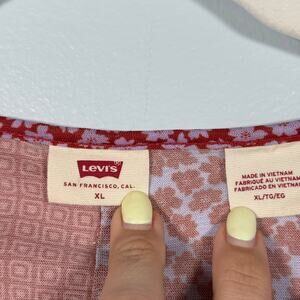 LEVI'S
SAN FRANCISCO, CAL.
XL
MADE IN VIETNAM
FABRIQUÉ AU VIETNAM
FABRICADO EN VIETNAM
XL/TG/EG